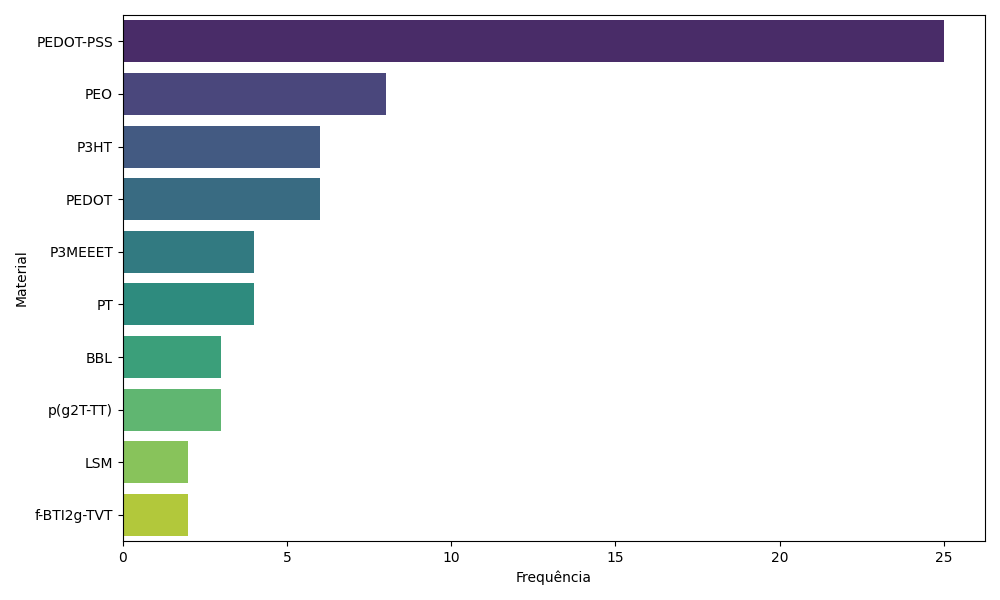 PEDOT-PSS
PEO
P3HT
PEDOT
P3MEEET
PT
BBL
p(g2T-TT)
LSM
f-BTI2g-TVT
Material
0 5 10 15 20 25
Frequência